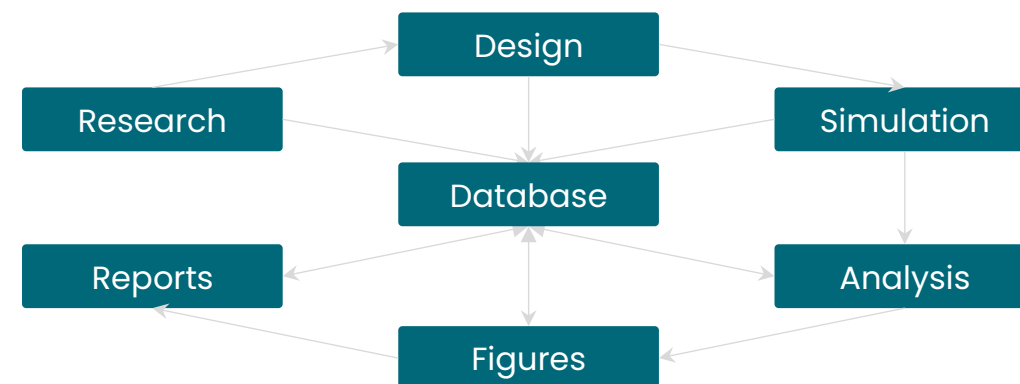 Design
Research
Simulation
Database
Reports
Analysis
Figures